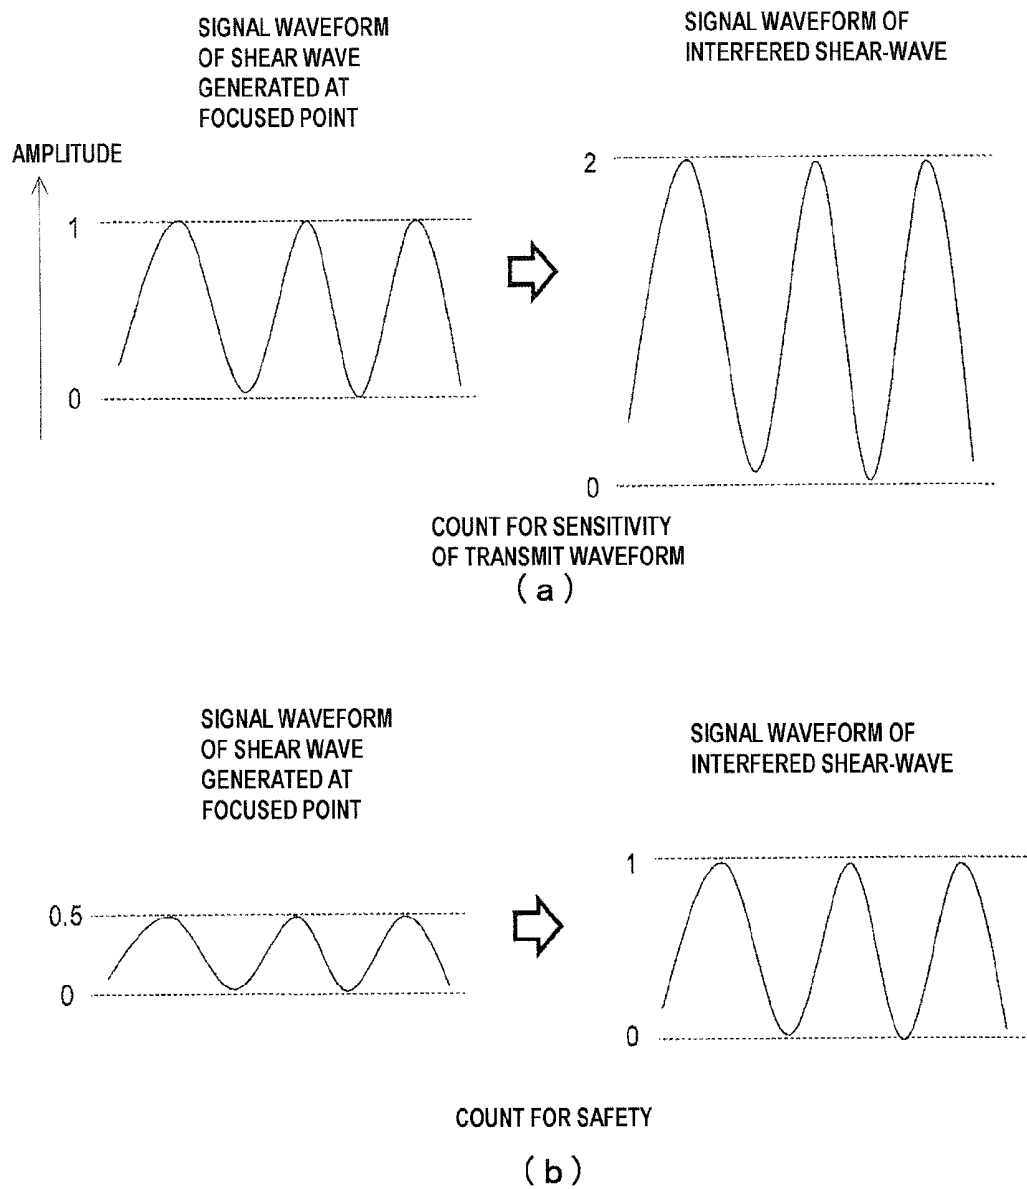 SIGNAL WAVEFORM
OF SHEAR WAVE
GENERATED AT
FOCUSED POINT
SIGNAL WAVEFORM OF
INTERFERED SHEAR-WAVE
AMPLITUDE
1
0
2
0
COUNT FOR SENSITIVITY
OF TRANSMIT WAVEFORM
(a)
SIGNAL WAVEFORM
OF SHEAR WAVE
GENERATED AT
FOCUSED POINT
SIGNAL WAVEFORM OF
INTERFERED SHEAR-WAVE
0.5
0
1
0
COUNT FOR SAFETY
(b)